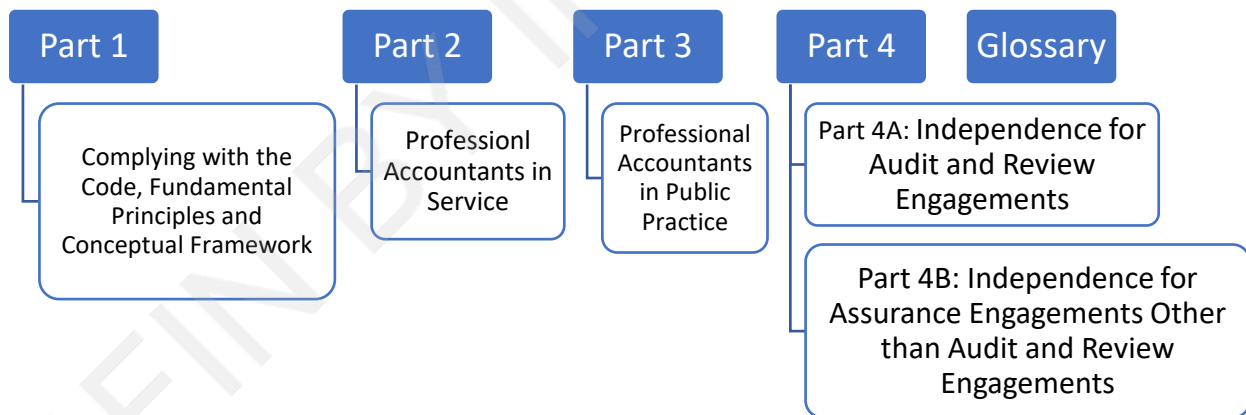 Part 1
Part 2
Part 3
Part 4
Glossary
Complying with the
Code, Fundamental
Principles and
Conceptual Framework
Professionl
Accountants in
Service
Professional
Accountants
in Public
Practice
Part 4A: Independence for
Audit and Review
Engagements
Part 4B: Independence for
Assurance Engagements Other
than Audit and Review
Engagements
FIN BY